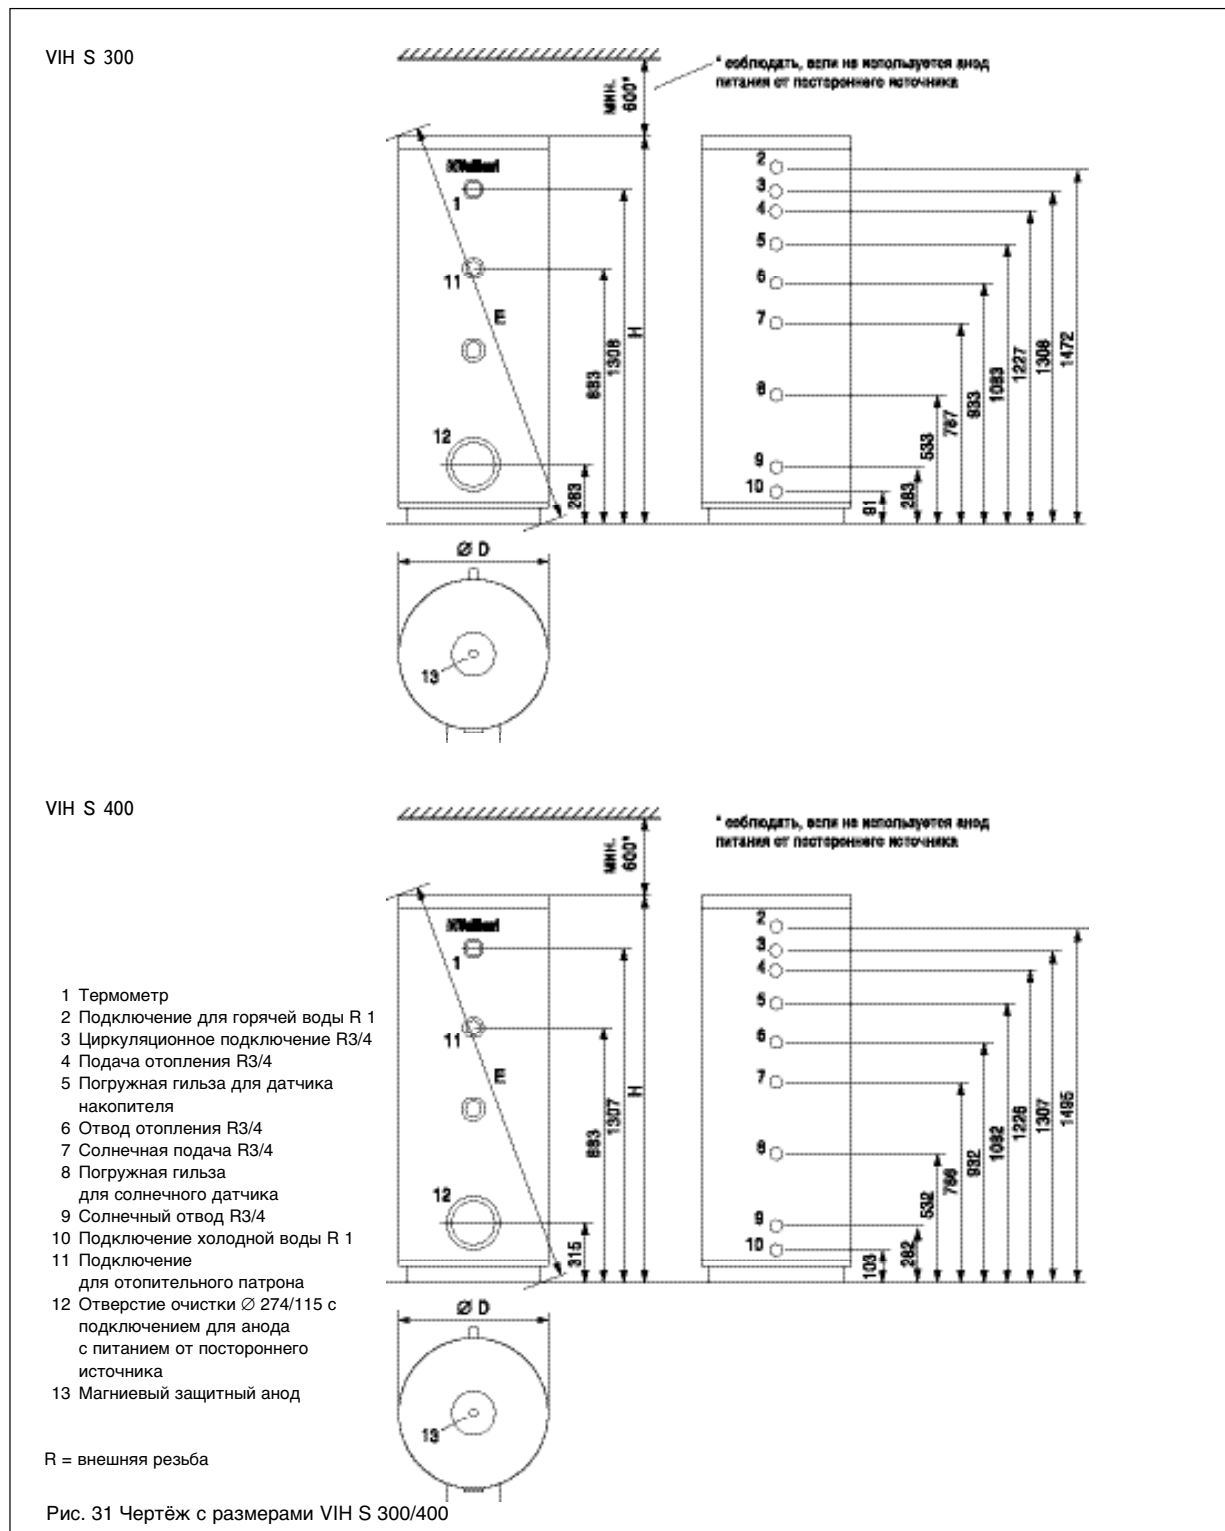 VIH S 300
* соблюдать, если не используется анод
питания от постороннего источника
мин.
600*
Vaillant
1
11
E
12
283
883
1308
H
2
3
4
5
6
7
8
9
10
91
283
533
787
933
1083
1227
1308
1472
Ø D
13
VIH S 400
* соблюдать, если не используется анод
питания от постороннего источника
мин.
600*
Vaillant
1
11
E
12
315
883
1307
H
2
3
4
5
6
7
8
9
10
103
282
532
786
932
1082
1226
1307
1495
Ø D
13
1 Термометр
2 Подключение для горячей воды R 1
3 Циркуляционное подключение R3/4
4 Подача отопления R3/4
5 Погружная гильза для датчика
накопителя
6 Отвод отопления R3/4
7 Солнечная подача R3/4
8 Погружная гильза
для солнечного датчика
9 Солнечный отвод R3/4
10 Подключение холодной воды R 1
11 Подключение
для отопительного патрона
12 Отверстие очистки ∅ 274/115 с
подключением для анода
с питанием от постороннего
источника
13 Магниевый защитный анод
R = внешняя резьба
Рис. 31 Чертёж с размерами VIH S 300/400